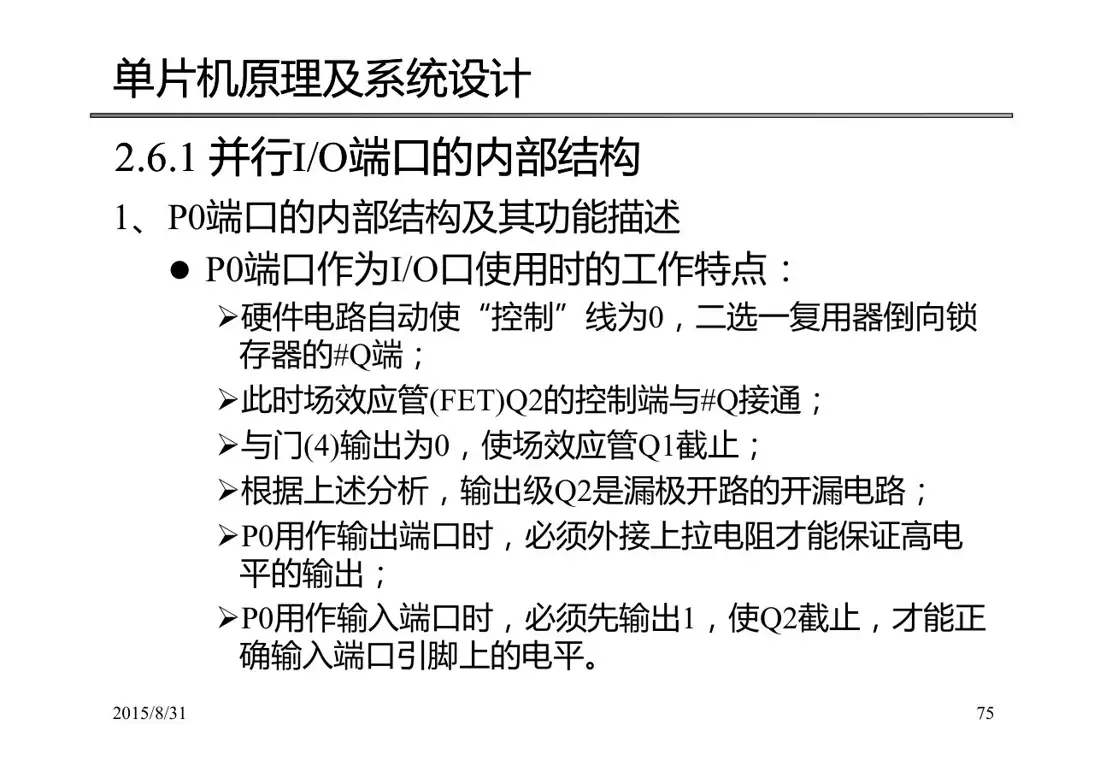 单片机原理及系统设计
2.6.1 并行I/O端口的内部结构
1、P0端口的内部结构及其功能描述
● P0端口作为I/O口使用时的工作特点：
➢硬件电路自动使“控制”线为0，二选一复用器倒向锁
存器的#Q端；
➢此时场效应管(FET)Q2的控制端与#Q接通；
➢与门(4)输出为0，使场效应管Q1截止；
➢根据上述分析，输出级Q2是漏极开路的开漏电路；
➢P0用作输出端口时，必须外接上拉电阻才能保证高电
平的输出；
➢P0用作输入端口时，必须先输出1，使Q2截止，才能正
确输入端口引脚上的电平。
2015/8/31
75